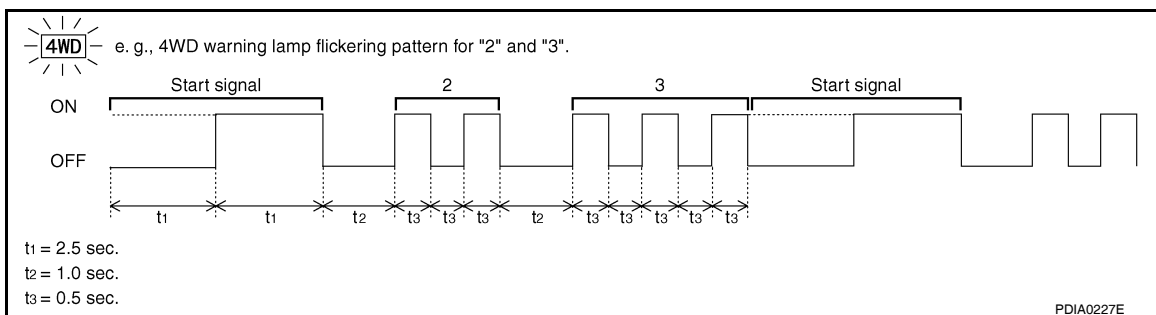 4WD e. g., 4WD warning lamp flickering pattern for "2" and "3".
Start signal 2 3 Start signal
ON
OFF
t1 t1 t2 t3 t3 t3 t2 t3 t3 t3 t3 t3
t1 = 2.5 sec.
t2 = 1.0 sec.
t3 = 0.5 sec.
PDIA0227E